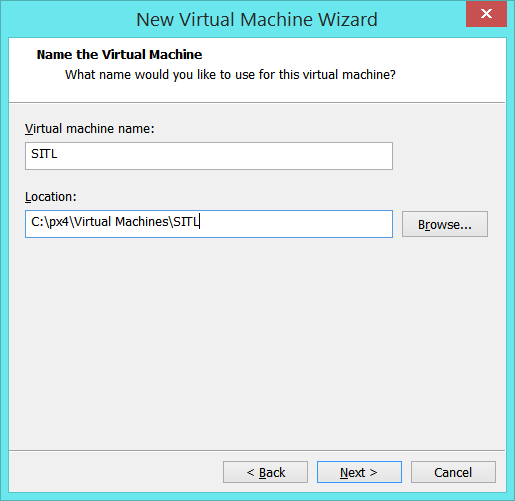 New Virtual Machine Wizard
Name the Virtual Machine
What name would you like to use for this virtual machine?
Virtual machine name:
SITL
Location:
C:\px4\Virtual Machines\SITL
Browse...
< Back
Next >
Cancel